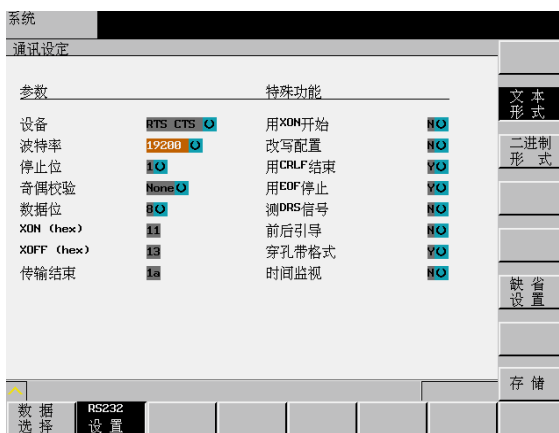 系统
通讯设定
参数 特殊功能
设备 RTS CTS 用XON开始 N
波特率 19200 改写配置 N
停止位 1 用CRLF结束 Y
奇偶校验 None 用EOF停止 Y
数据位 8 测DRS信号 N
XON (hex) 11 前后引导 N
XOFF (hex) 13 穿孔带格式 Y
传输结束 1a 时间监视 N
文本
形式
二进制
形 式
缺省
设置
存储
数据
选择
RS232
设置